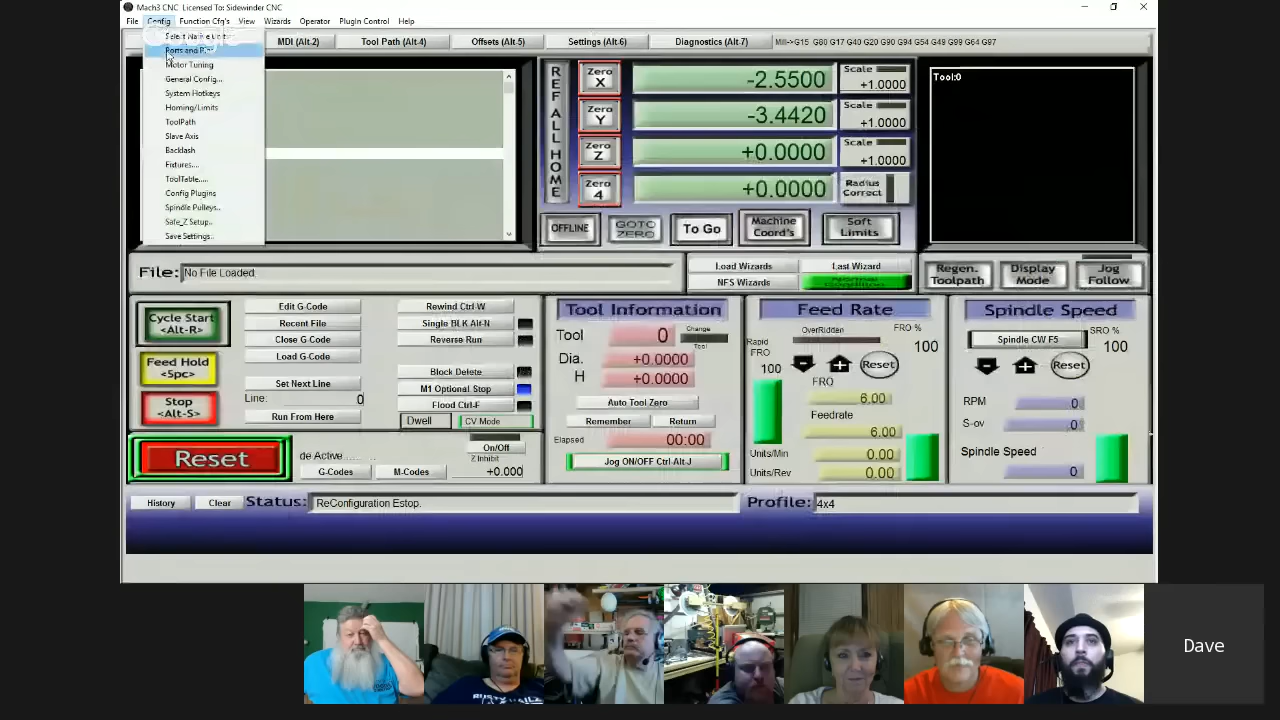 Mach3 CNC Licensed To: Sidewinder CNC
File Config Function Cfg's View Wizards Operator PlugIn Control Help
MDI (Alt.2) Tool Path (Alt-4) Offsets (Alt-5) Settings (Alt-6) Diagnostics (Alt-7) Mill->G15 G80 G17 G40 G20 G90 G94 G54 G49 G99 G64 G97
Select Native Units
Motor Tuning
General Config...
System Hotkeys
Homing/Limits
ToolPath
Slave Axis
Backlash
Fixtures...
ToolTable...
Config Plugins
Spindle Pulleys..
Safe_Z Setup..
Save Settings..
REF ALL HOME
Zero X -2.5500 Scale +1.0000
Zero Y -3.4420 Scale +1.0000
Zero Z +0.0000 Scale +1.0000
Zero 4 +0.0000 Radius Correct
OFFLINE GOTO ZERO To Go Machine Coord's Soft Limits
Tool:0
File: No File Loaded.
Load Wizards Last Wizard
NFS Wizards
Regen. Toolpath Display Mode Jog Follow
Cycle Start <Alt-R>
Feed Hold <Spc>
Stop <Alt-S>
Edit G-Code
Recent File
Close G-Code
Load G-Code
Set Next Line
Line: 0
Run From Here
Rewind Ctrl-W
Single BLK Alt-N
Reverse Run
Block Delete
M1 Optional Stop
Flood Ctrl-F
Dwell CV Mode
Reset
de Active......
G-Codes M-Codes
On/Off
Z Inhibit
+0.000
Tool Information
Tool 0 Change Tool
Dia. +0.0000
H +0.0000
Auto Tool Zero
Remember Return
Elapsed 00:00
Jog ON/OFF Ctrl-Alt-J
Feed Rate
OverRidden FRO %
Rapid FRO 100
Reset
100
FRO 6.00
Feedrate 6.00
Units/Min 0.00
Units/Rev 0.00
Spindle Speed
Spindle CW F5 SRO % 100
Reset
RPM 0
S-ov 0
Spindle Speed 0
History Clear Status: ReConfiguration Estop. Profile: 4x4
Dave